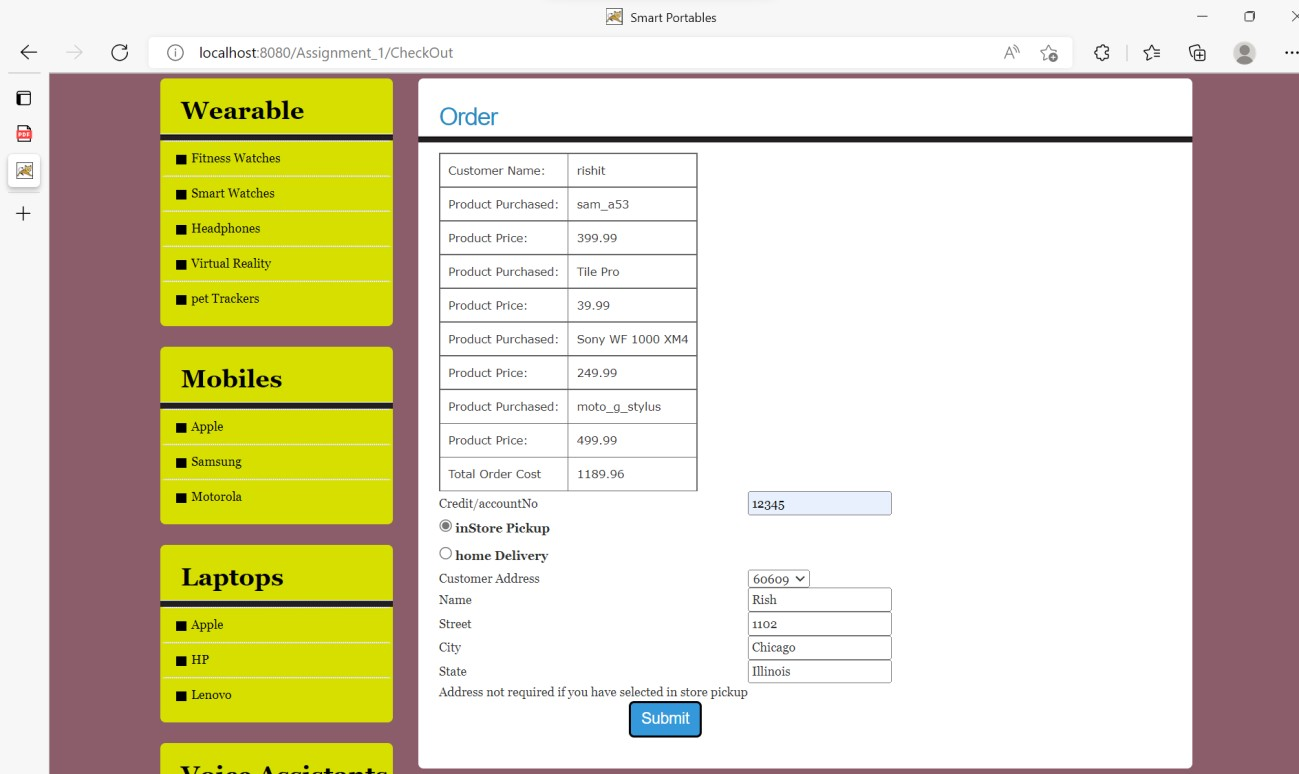 Smart Portables
localhost:8080/Assignment_1/CheckOut
Wearable
Fitness Watches
Smart Watches
Headphones
Virtual Reality
pet Trackers
Mobiles
Apple
Samsung
Motorola
Laptops
Apple
HP
Lenovo
Voice Assistants
Order
Customer Name: rishit
Product Purchased: sam_a53
Product Price: 399.99
Product Purchased: Tile Pro
Product Price: 39.99
Product Purchased: Sony WF 1000 XM4
Product Price: 249.99
Product Purchased: moto_g_stylus
Product Price: 499.99
Total Order Cost 1189.96
Credit/accountNo 12345
inStore Pickup
home Delivery
Customer Address 60609
Name Rish
Street 1102
City Chicago
State Illinois
Address not required if you have selected in store pickup
Submit